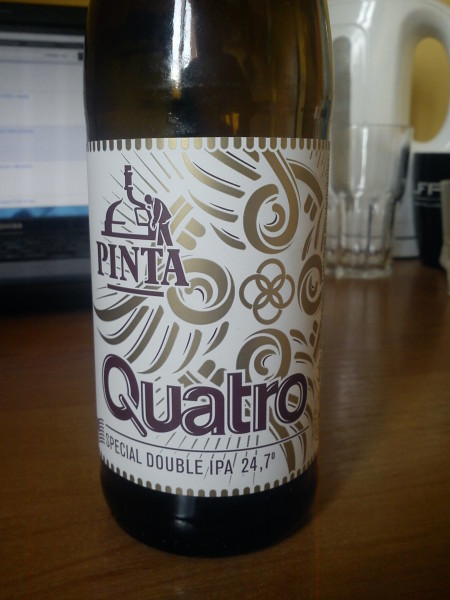 PINTA
Quatro
SPECIAL DOUBLE IPA 24,7°